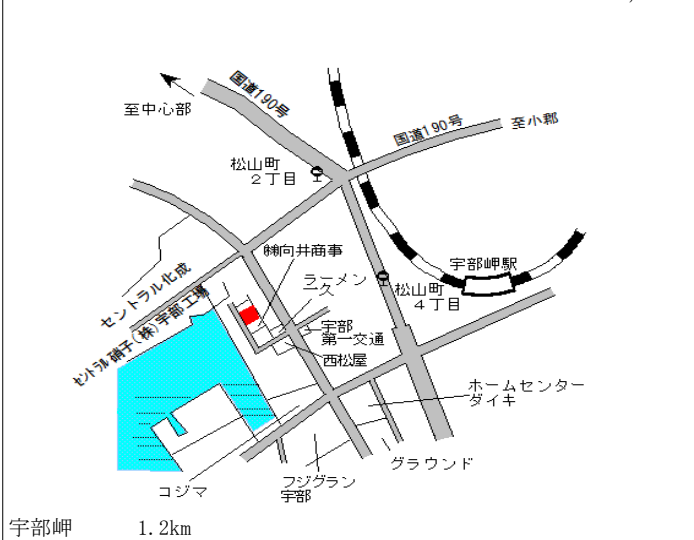 国道190号
至中心部
国道190号
至小郡
松山町
２丁目
㈱向井商事
宇部岬駅
セントラル化成
ラーメン
一久
松山町
４丁目
セントラル硝子(株)宇部工場
宇部
第一交通
西松屋
ホームセンター
ダイキ
グラウンド
コジマ
フジグラン
宇部
宇部岬 1.2km